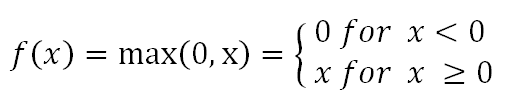 f(x) = max(0, x) = { 0 for x < 0
x for x ≥ 0